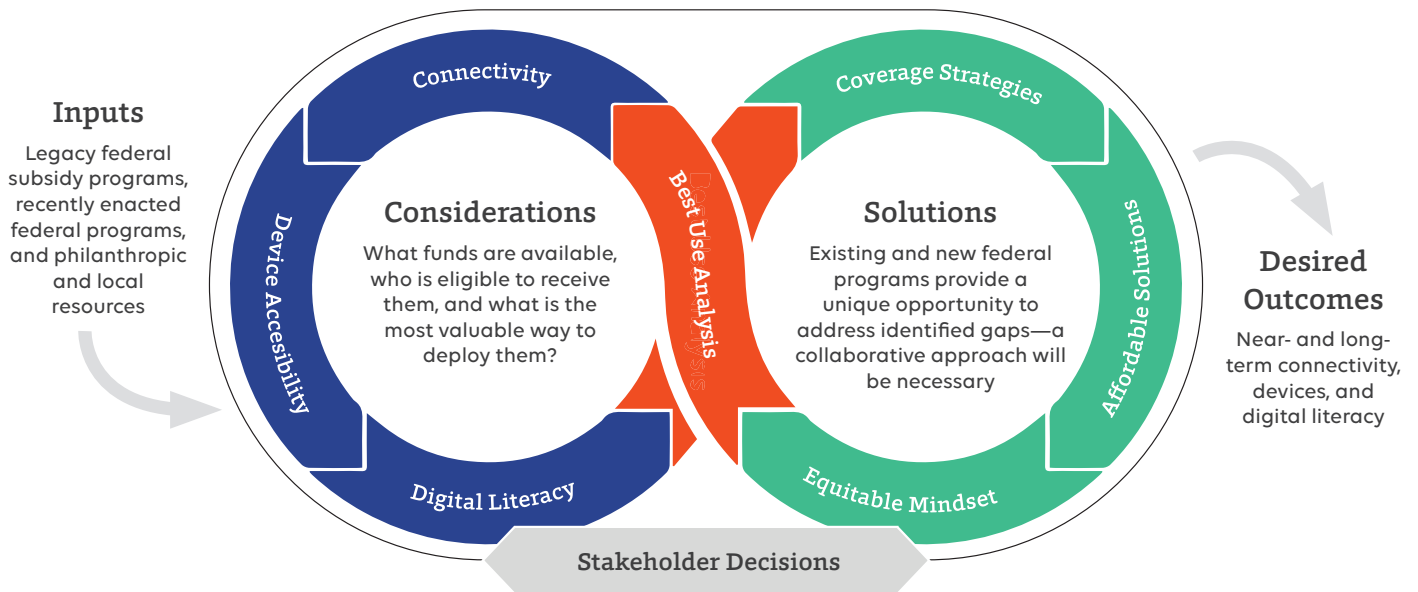 Inputs
Legacy federal
subsidy programs,
recently enacted
federal programs,
and philanthropic
and local
resources
Connectivity
Device Accesibility
Digital Literacy
Considerations
What funds are available,
who is eligible to receive
them, and what is the
most valuable way to
deploy them?
Best Use Analysis
Coverage Strategies
Affordable Solutions
Equitable Mindset
Solutions
Existing and new federal
programs provide a
unique opportunity to
address identified gaps—a
collaborative approach will
be necessary
Desired
Outcomes
Near- and long-
term connectivity,
devices, and
digital literacy
Stakeholder Decisions